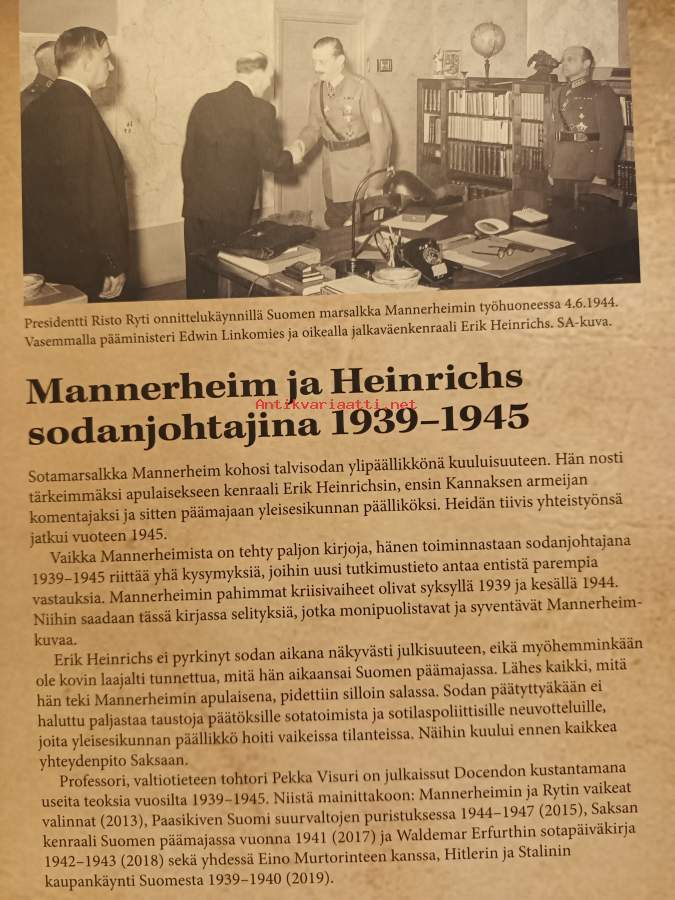 Presidentti Risto Ryti onnittelukäynnillä Suomen marsalkka Mannerheimin työhuoneessa 4.6.1944.
Vasemmalla pääministeri Edwin Linkomies ja oikealla jalkaväenkenraali Erik Heinrichs. SA-kuva.
Mannerheim ja Heinrichs
Antikvariaatti.net
sodanjohtajina 1939–1945
Sotamarsalkka Mannerheim kohosi talvisodan ylipäällikkönä kuuluisuuteen. Hän nosti
tärkeimmäksi apulaisekseen kenraali Erik Heinrichsin, ensin Kannaksen armeijan
komentajaksi ja sitten päämajaan yleisesikunnan päälliköksi. Heidän tiivis yhteistyönsä
jatkui vuoteen 1945.
Vaikka Mannerheimista on tehty paljon kirjoja, hänen toiminnastaan sodanjohtajana
1939–1945 riittää yhä kysymyksiä, joihin uusi tutkimustieto antaa entistä parempia
vastauksia. Mannerheimin pahimmat kriisivaiheet olivat syksyllä 1939 ja kesällä 1944.
Niihin saadaan tässä kirjassa selityksiä, jotka monipuolistavat ja syventävät Mannerheim-
kuvaa.
Erik Heinrichs ei pyrkinyt sodan aikana näkyvästi julkisuuteen, eikä myöhemminkään
ole kovin laajalti tunnettua, mitä hän aikaansai Suomen päämajassa. Lähes kaikki, mitä
hän teki Mannerheimin apulaisena, pidettiin silloin salassa. Sodan päätyttyäkään ei
haluttu paljastaa taustoja päätöksille sotatoimista ja sotilaspoliittisille neuvotteluille,
joita yleisesikunnan päällikkö hoiti vaikeissa tilanteissa. Näihin kuului ennen kaikkea
yhteydenpito Saksaan.
Professori, valtiotieteen tohtori Pekka Visuri on julkaissut Docendon kustantamana
useita teoksia vuosilta 1939–1945. Niistä mainittakoon: Mannerheimin ja Rytin vaikeat
valinnat (2013), Paasikiven Suomi suurvaltojen puristuksessa 1944–1947 (2015), Saksan
kenraali Suomen päämajassa vuonna 1941 (2017) ja Waldemar Erfurthin sotapäiväkirja
1942–1943 (2018) sekä yhdessä Eino Murtorinteen kanssa, Hitlerin ja Stalinin
kaupankäynti Suomesta 1939–1940 (2019).